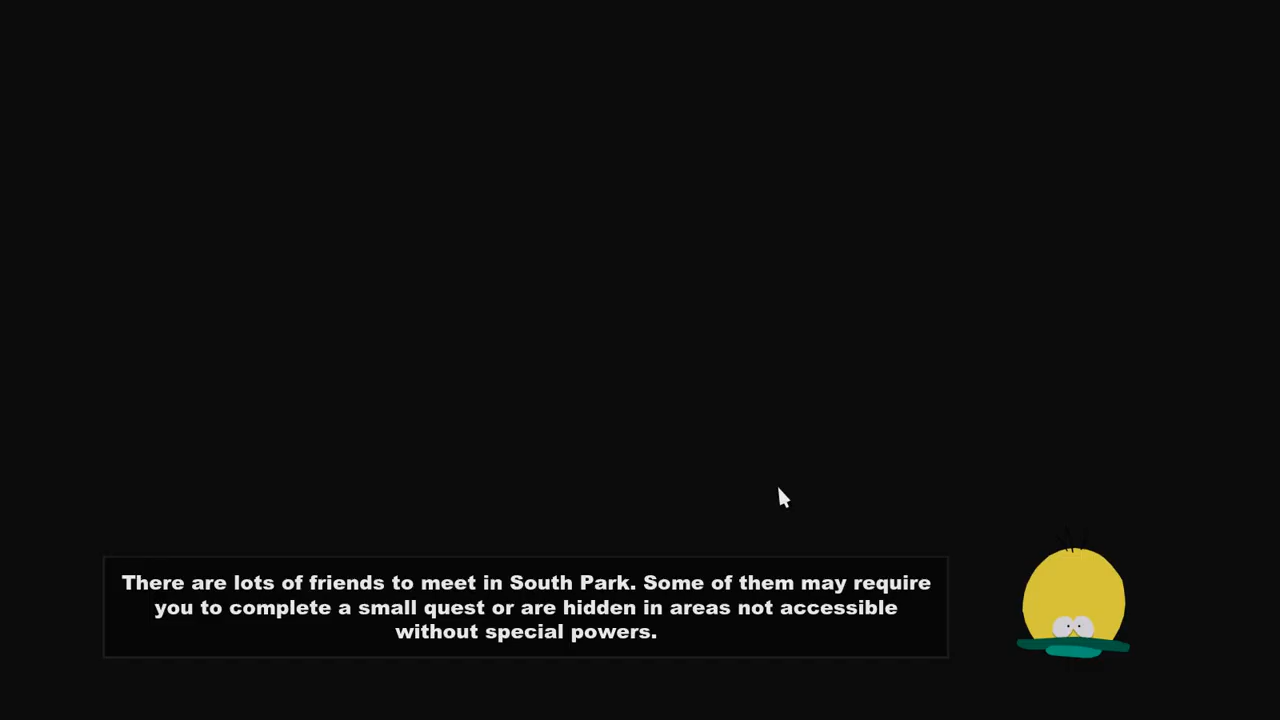 There are lots of friends to meet in South Park. Some of them may require
you to complete a small quest or are hidden in areas not accessible
without special powers.